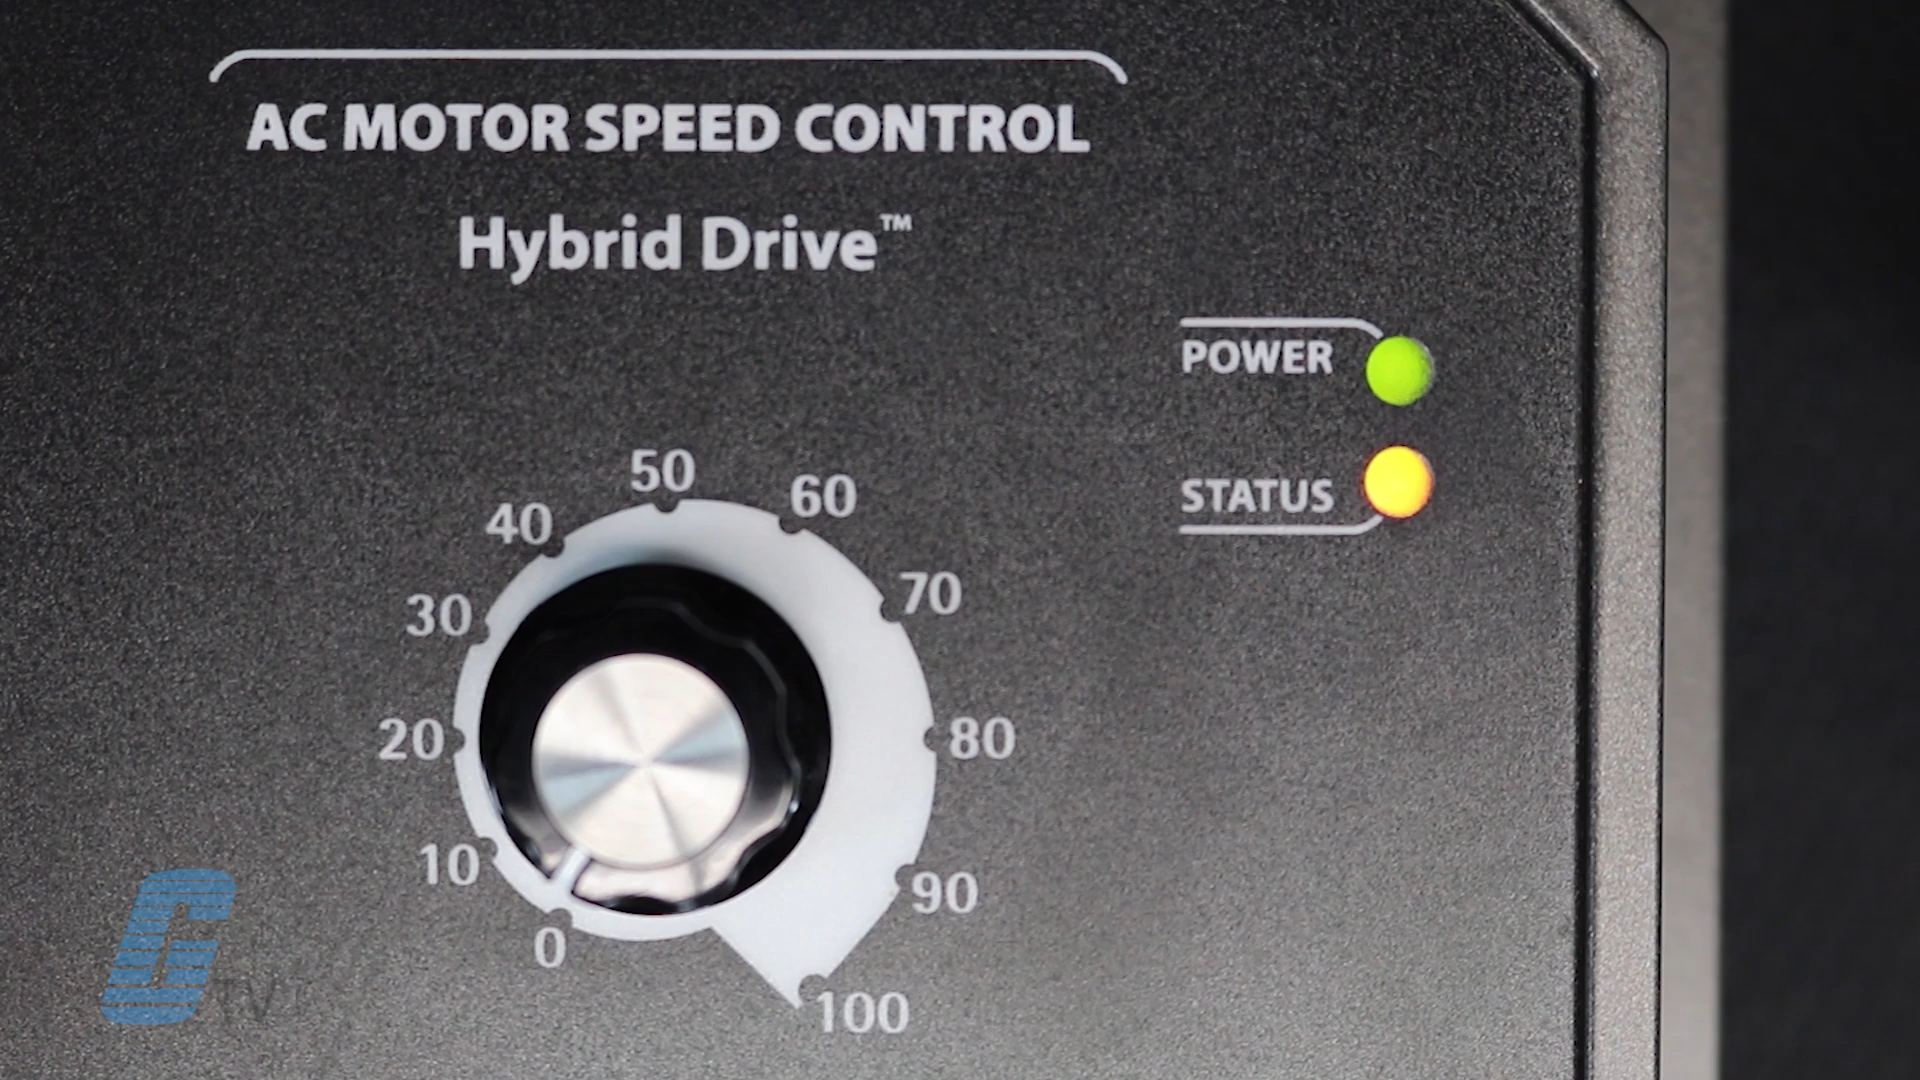 AC MOTOR SPEED CONTROL
Hybrid Drive™
POWER
STATUS
50
60
40
70
30
20
80
10
90
0
100
G TV